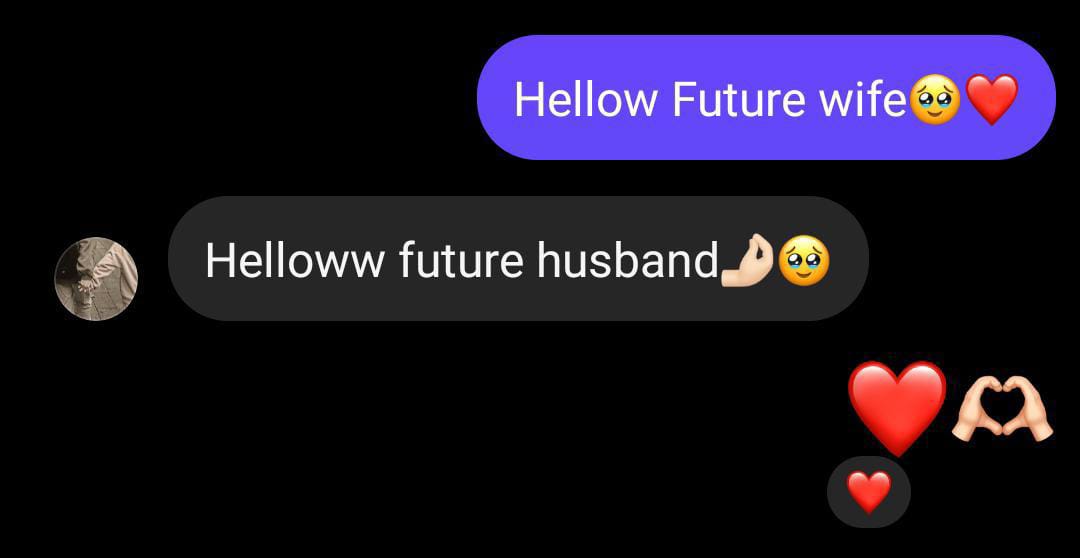 Hellow Future wife🥹❤️
Helloww future husband🤌🏻🥹
❤️🫶🏻
❤️